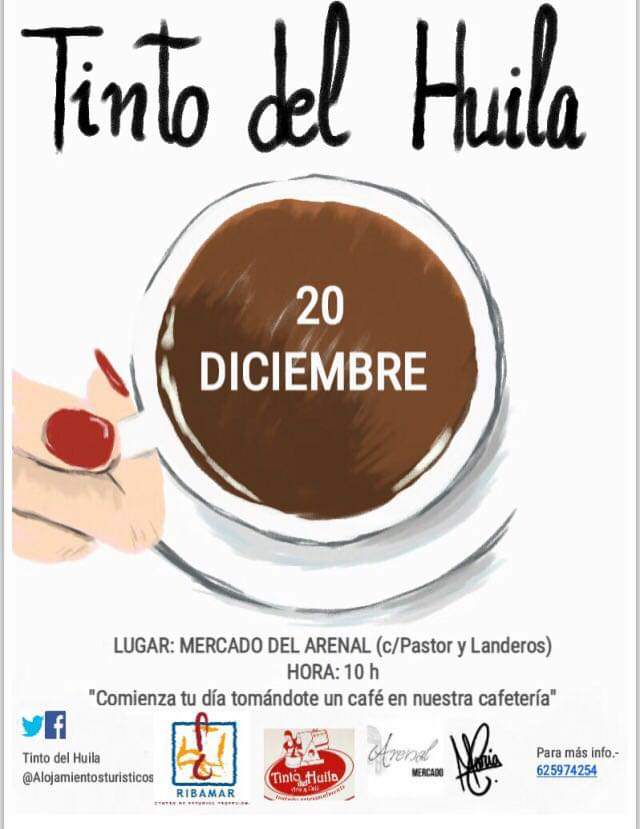 Tinto del Huila
20
DICIEMBRE
LUGAR: MERCADO DEL ARENAL (c/Pastor y Landeros)
HORA: 10 h
"Comienza tu día tomándote un café en nuestra cafetería"
Tinto del Huila
@Alojamientosturisticos
RIBAMAR
Tinto
del Huila
Arenal
MERCADO
Para más info.-
625974254